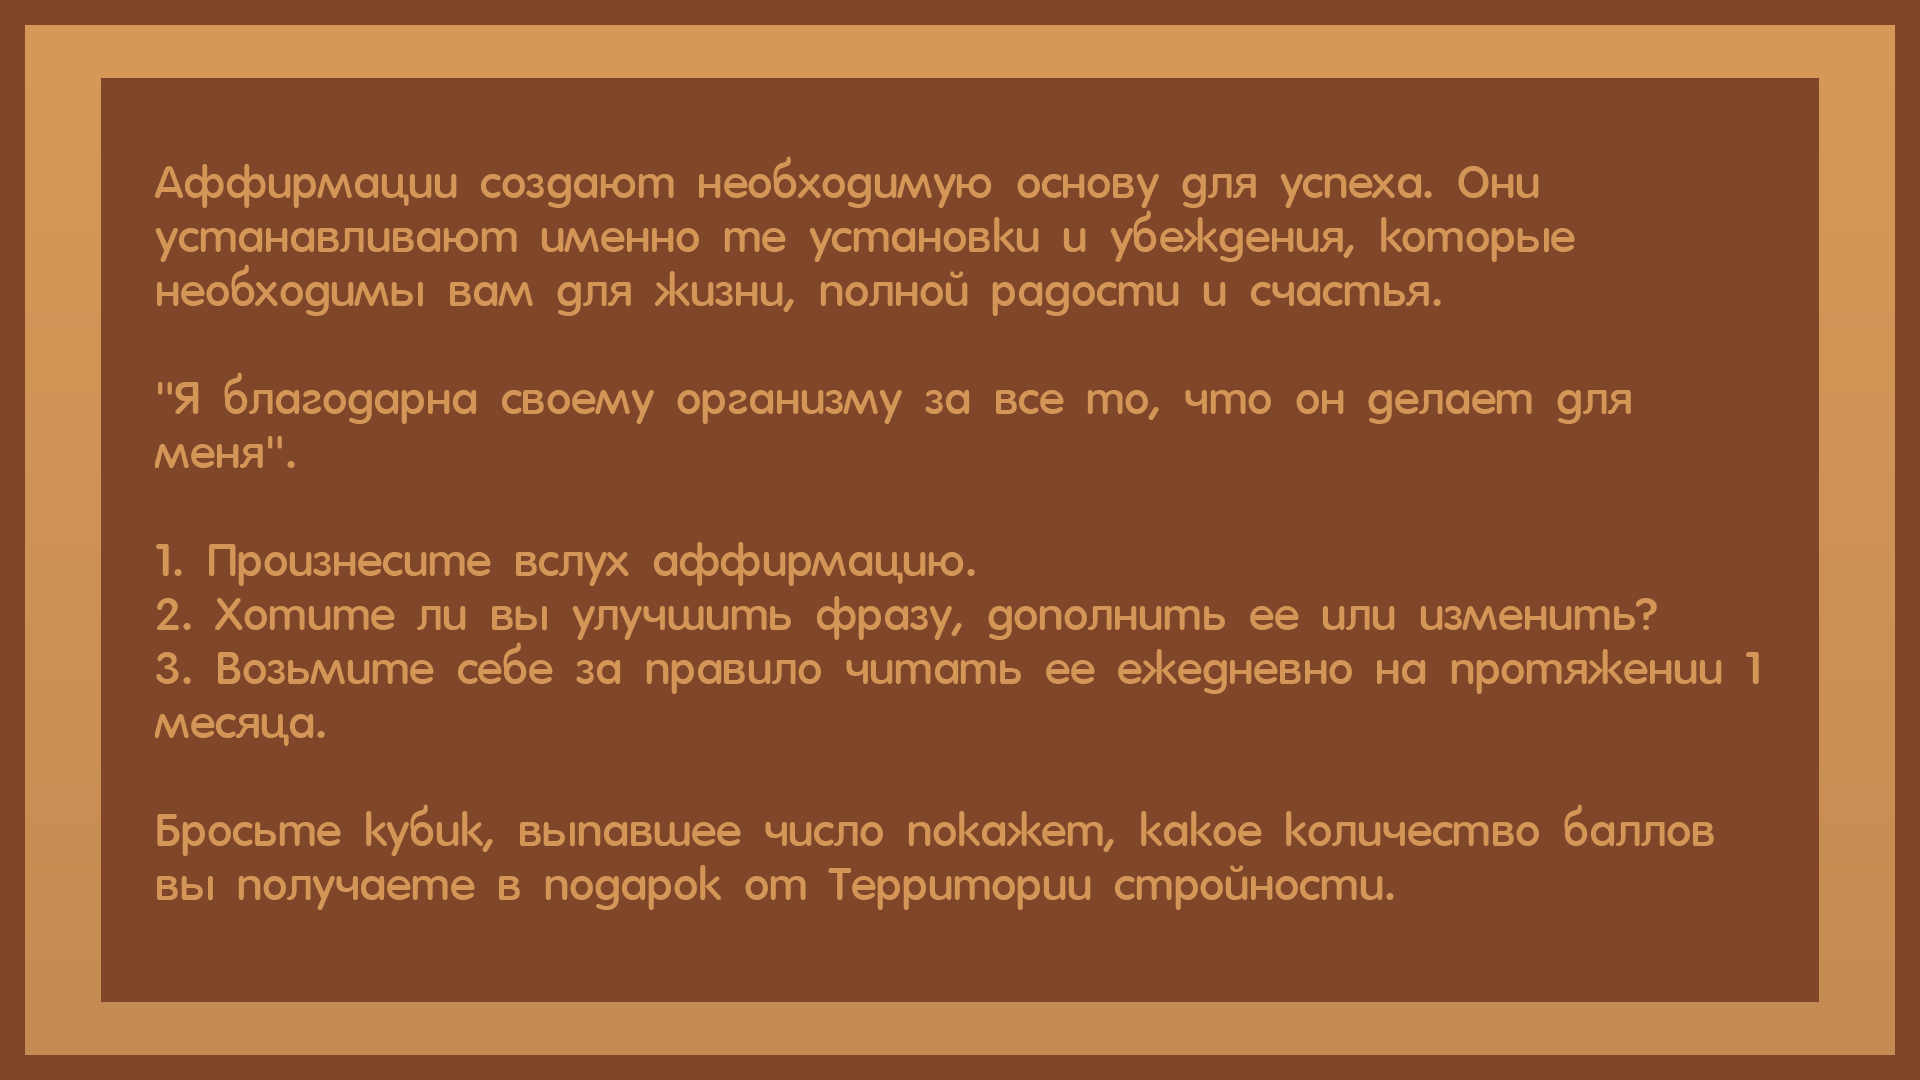 Аффирмации создают необходимую основу для успеха. Они
устанавливают именно те установки и убеждения, которые
необходимы вам для жизни, полной радости и счастья.
"Я благодарна своему организму за все то, что он делает для
меня".
1. Произнесите вслух аффирмацию.
2. Хотите ли вы улучшить фразу, дополнить ее или изменить?
3. Возьмите себе за правило читать ее ежедневно на протяжении 1
месяца.
Бросьте кубик, выпавшее число покажет, какое количество баллов
вы получаете в подарок от Территории стройности.